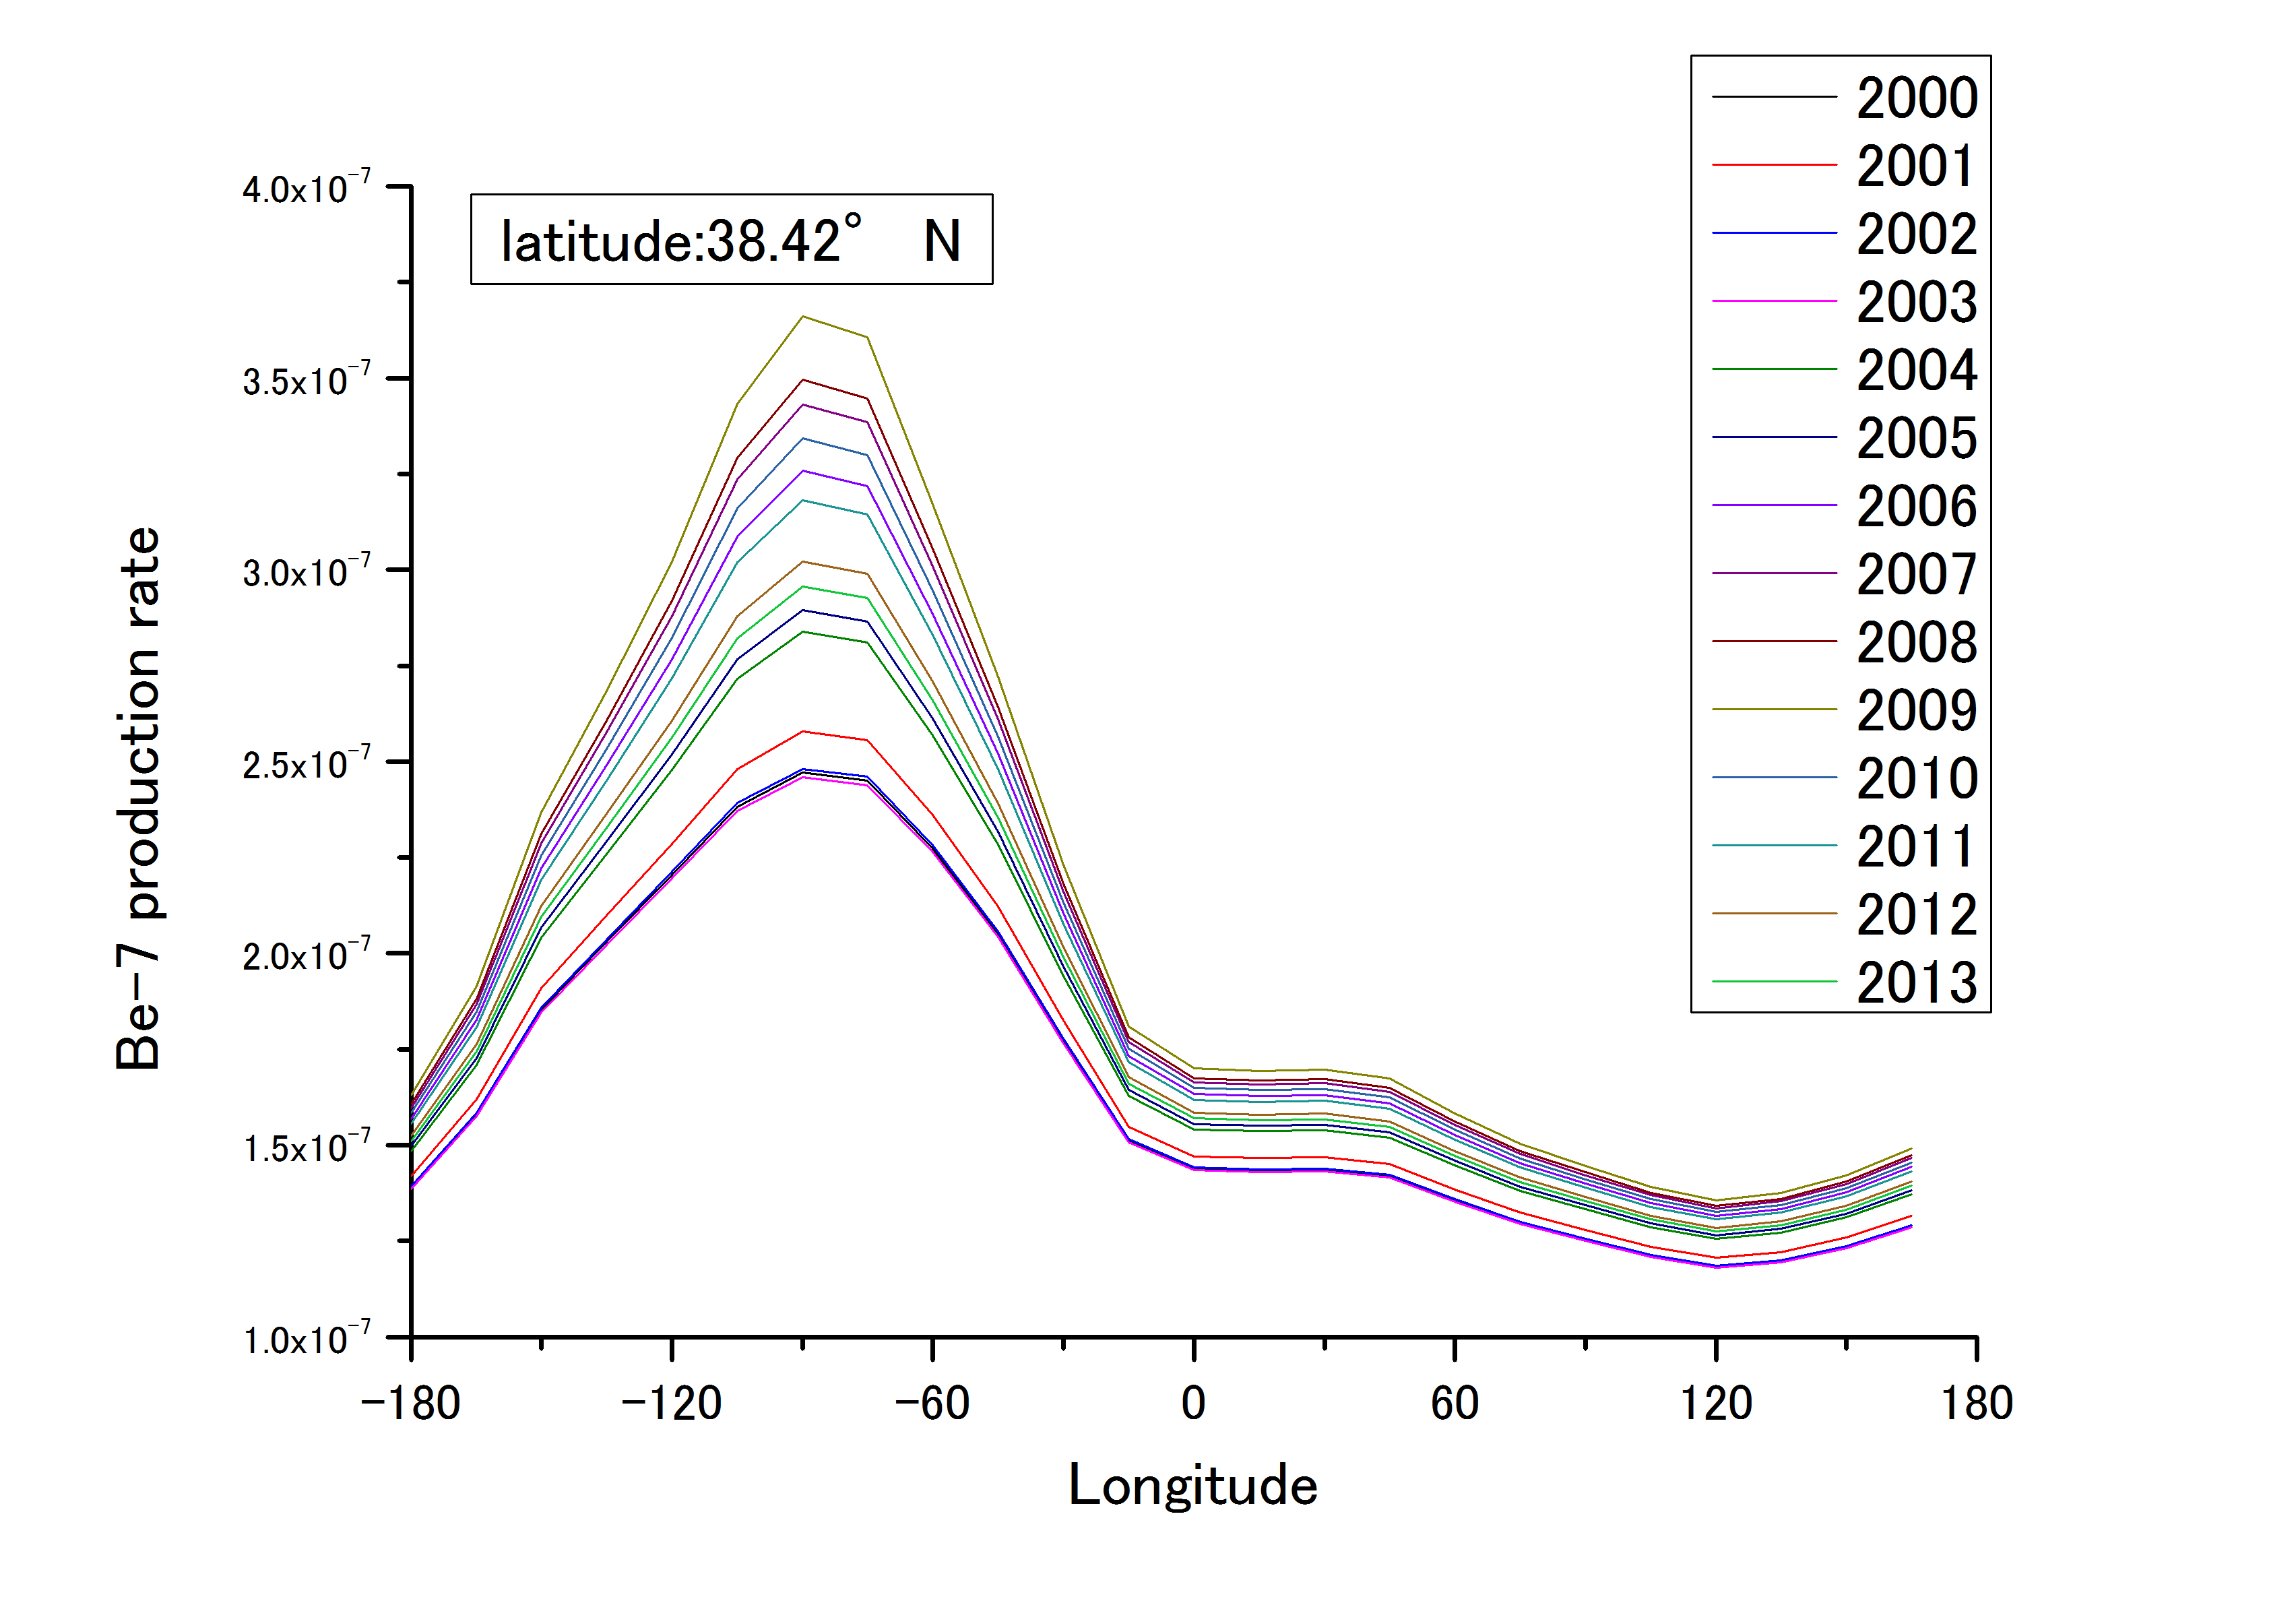 2000
2001
2002
2003
2004
2005
2006
2007
2008
2009
2010
2011
2012
2013
latitude:38.42° N
4.0x10⁻⁷
3.5x10⁻⁷
3.0x10⁻⁷
2.5x10⁻⁷
2.0x10⁻⁷
1.5x10⁻⁷
1.0x10⁻⁷
Be-7 production rate
-180 -120 -60 0 60 120 180
Longitude